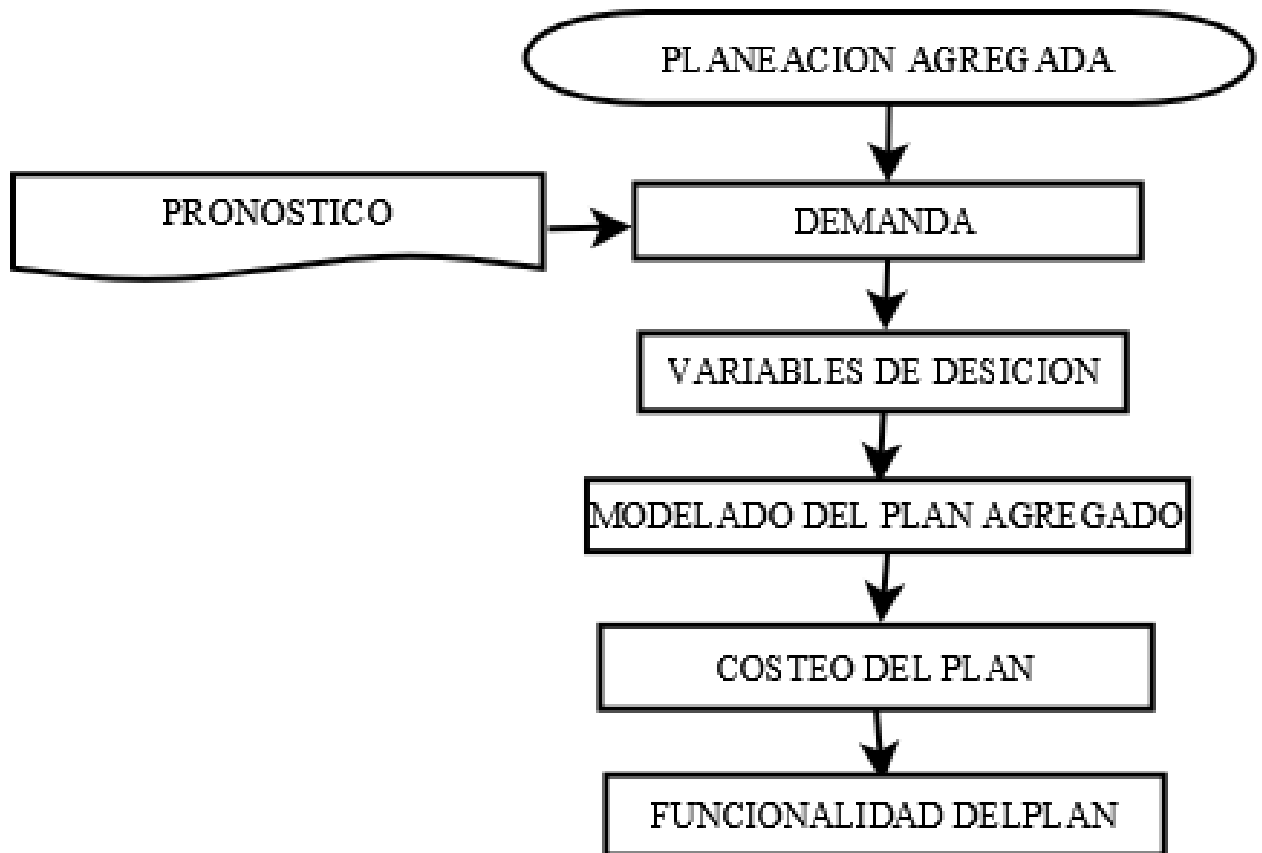 PLANEACION AGREGADA
PRONOSTICO
DEMANDA
VARIABLES DE DESICION
MODELADO DEL PLAN AGREGADO
COSTEO DEL PLAN
FUNCIONALIDAD DELPLAN